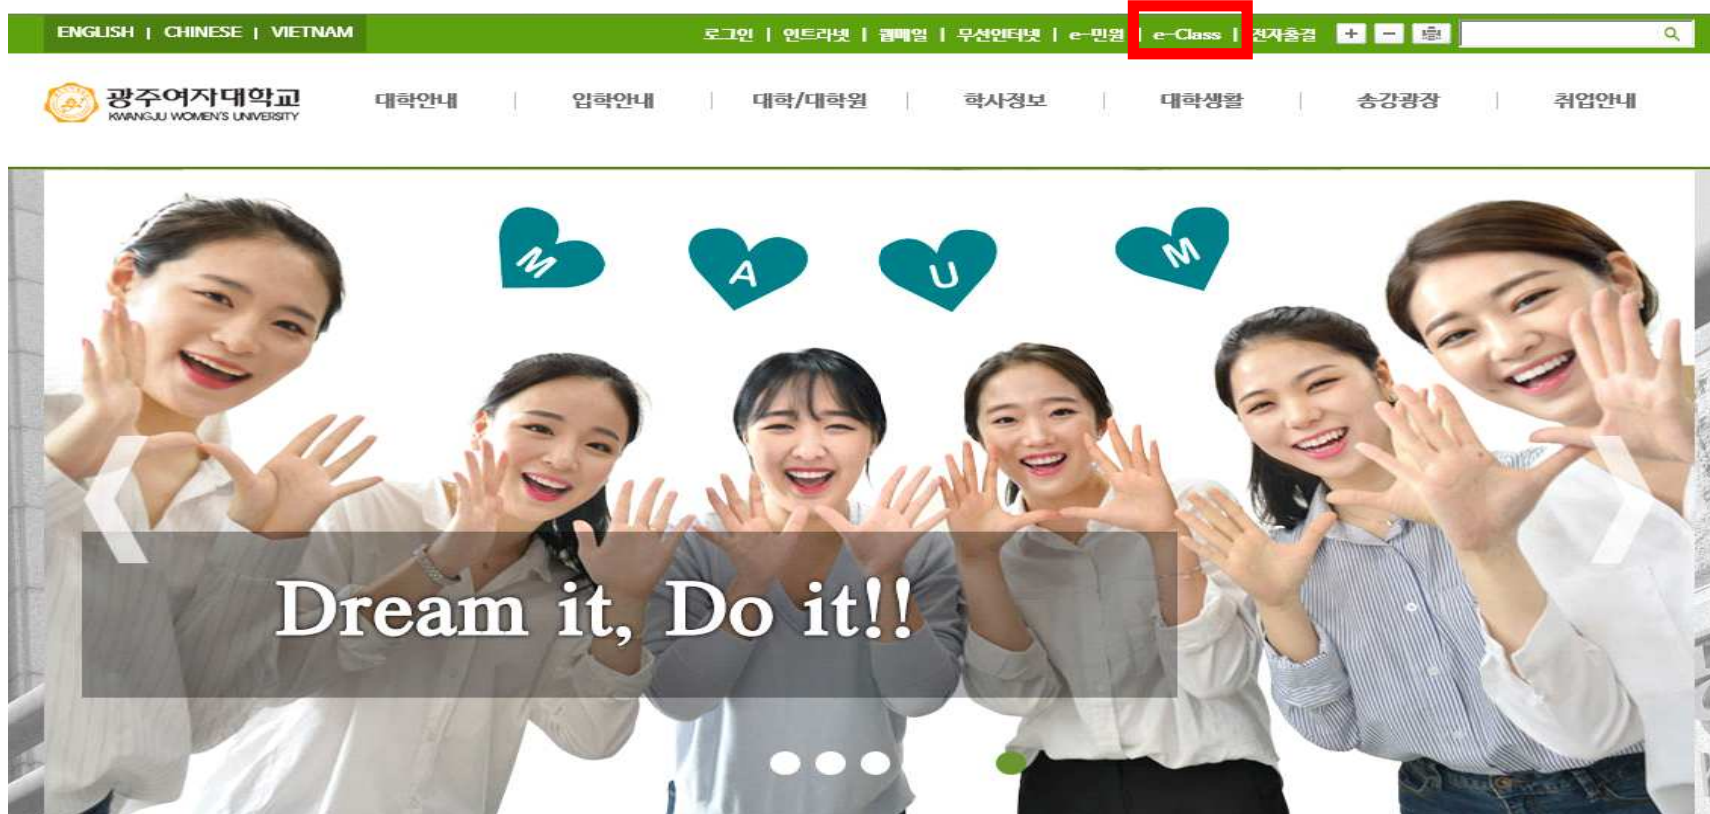 ENGLISH | CHINESE | VIETNAM
로그인 | 인트라넷 | 웹메일 | 무선인터넷 | e-민원 | e-Class | 전자출결
광주여자대학교
KWANGJU WOMEN'S UNIVERSITY
대학안내 | 입학안내 | 대학/대학원 | 학사정보 | 대학생활 | 송강광장 | 취업안내
M A U M
Dream it, Do it!!